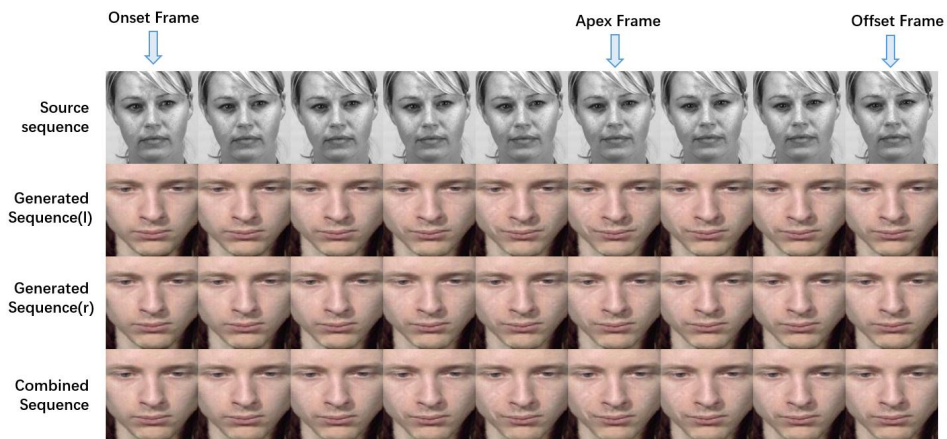 Onset Frame
Apex Frame
Offset Frame
Source
sequence
Generated
Sequence(l)
Generated
Sequence(r)
Combined
Sequence